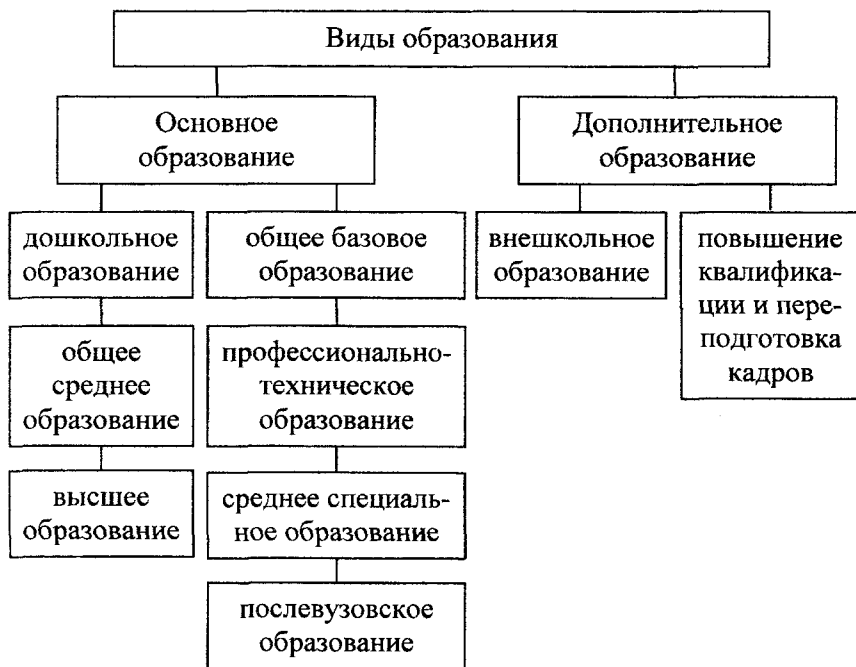 Виды образования
Основное
образование
Дополнительное
образование
дошкольное
образование
общее базовое
образование
внешкольное
образование
повышение
квалифика-
ции и пере-
подготовка
кадров
общее
среднее
образование
профессионально-
техническое
образование
высшее
образование
среднее специаль-
ное образование
послевузовское
образование